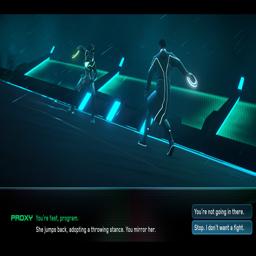 You're not going in there.
PROXY You're fast, program.
Stop. I don't want a fight.
She jumps back, adopting a throwing stance. You mirror her.